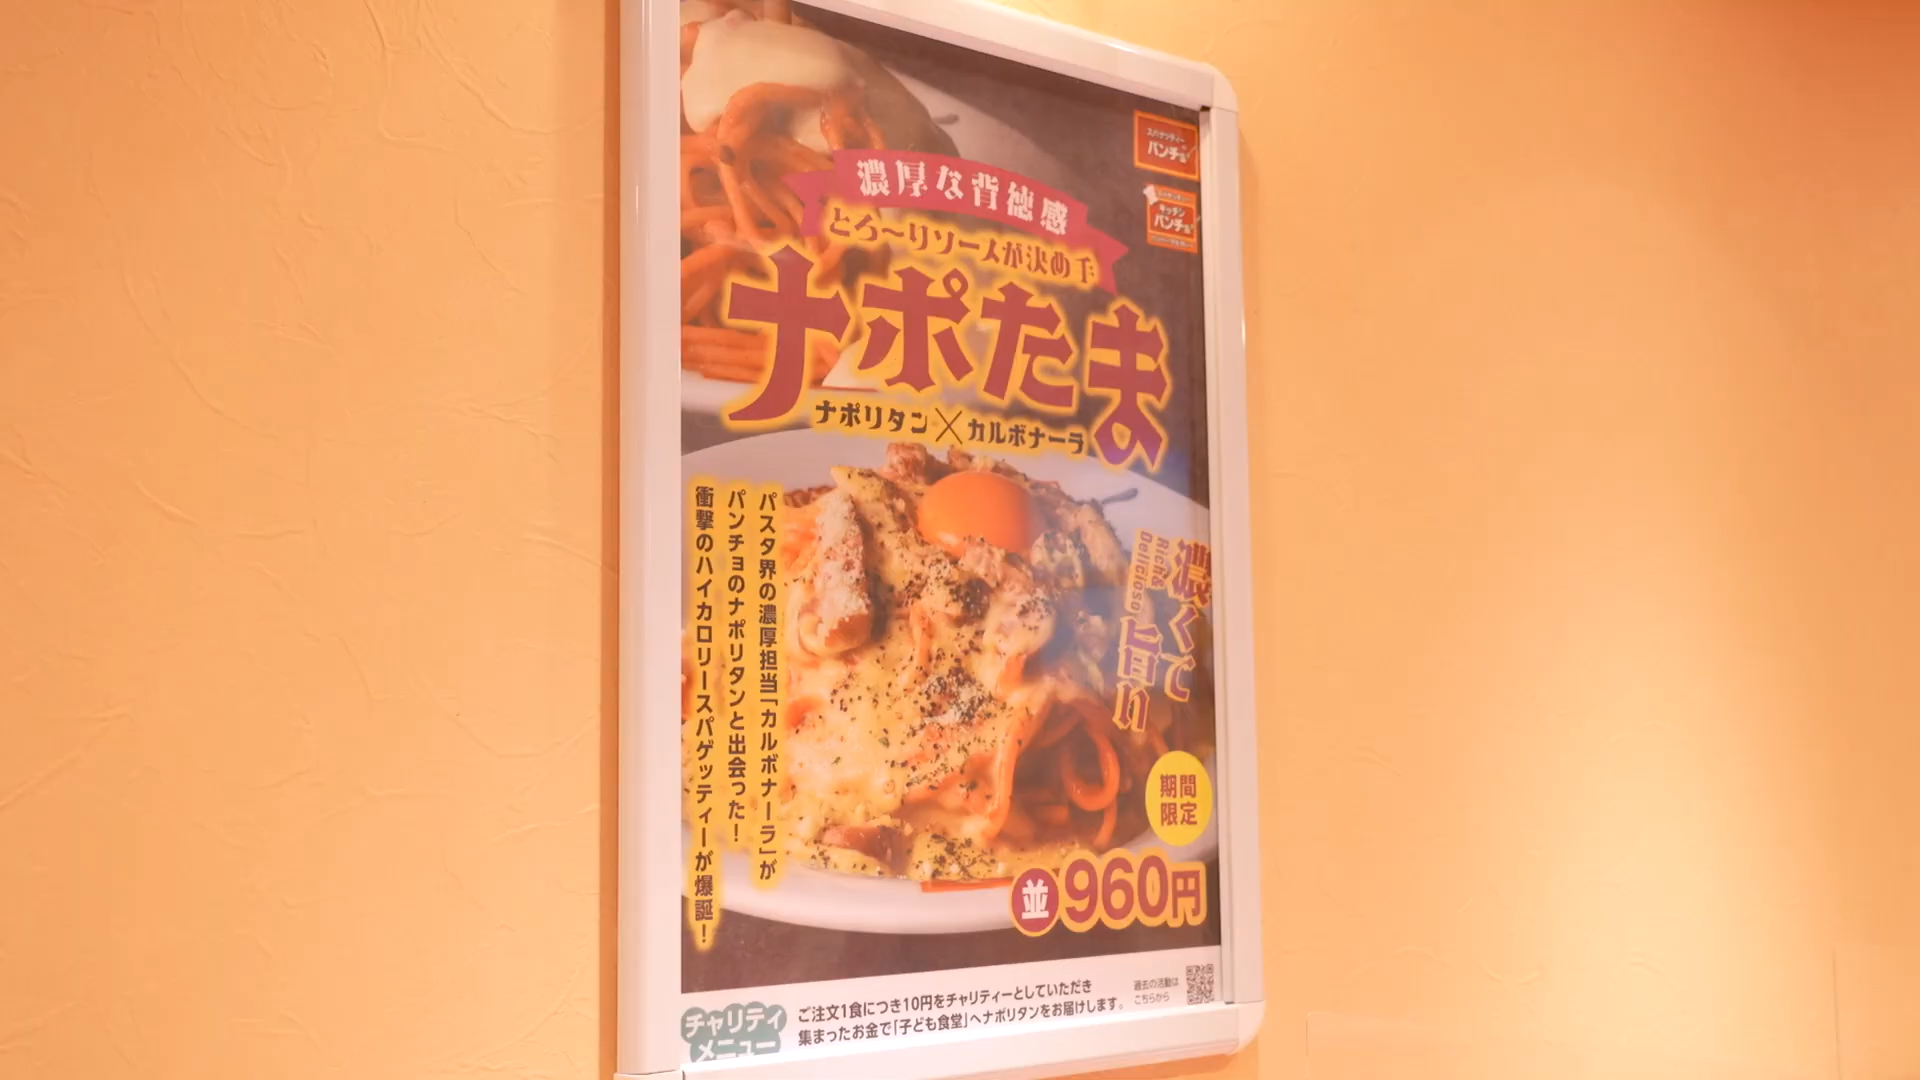 スパゲッティー
パンチョ
キッチン
パンチョ
濃厚な背徳感
とろ〜りソースが決め手
ナポたま
ナポリタン×カルボナーラ
パスタ界の濃厚担当「カルボナーラ」が
パンチョのナポリタンと出会った!
衝撃のハイカロリースパゲッティーが爆誕!
濃くて
Rich&
Delicioso
旨い
期間
限定
並960円
チャリティ
メニュー
ご注文1食につき10円をチャリティーとしていただき
集まったお金で「子ども食堂」へナポリタンをお届けします。
過去の活動は
こちらから